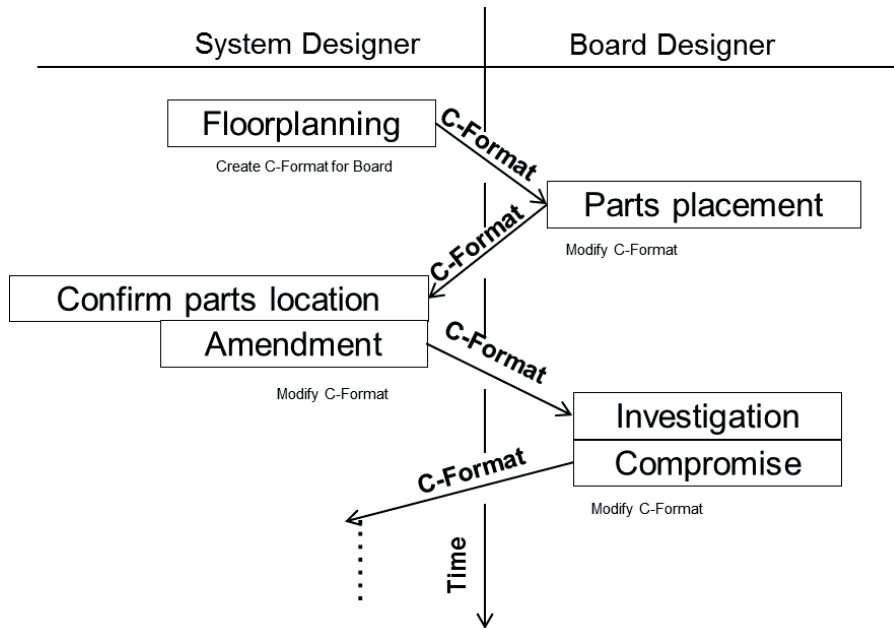 System Designer
Board Designer
Floorplanning
C-Format
Create C-Format for Board
Parts placement
C-Format
Modify C-Format
Confirm parts location
Amendment
C-Format
Modify C-Format
Investigation
Compromise
C-Format
Modify C-Format
Time